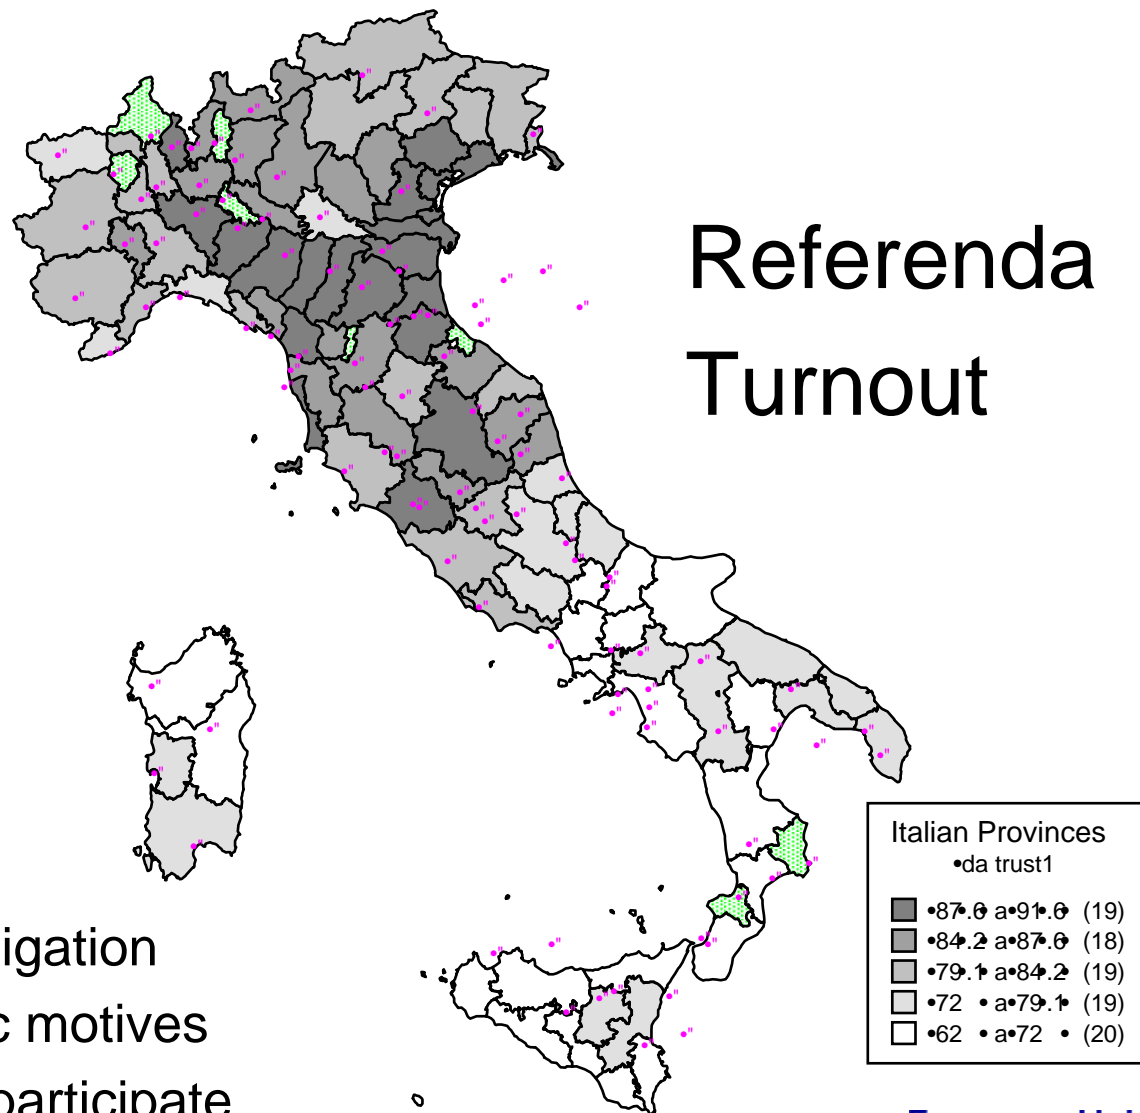 Referenda
Turnout
igation
c motives
participate
Italian Provinces
•da trust1
•87.6 a 91.6 (19)
•84.2 a 87.6 (18)
•79.1 a 84.2 (19)
•72 a 79.1 (19)
•62 a 72 (20)